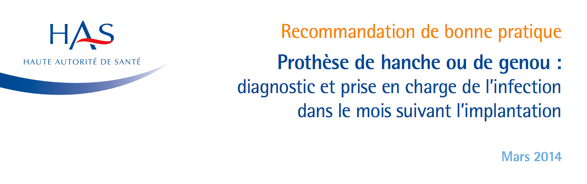 HAS
HAUTE AUTORITÉ DE SANTÉ
Recommandation de bonne pratique
Prothèse de hanche ou de genou :
diagnostic et prise en charge de l'infection
dans le mois suivant l'implantation
Mars 2014